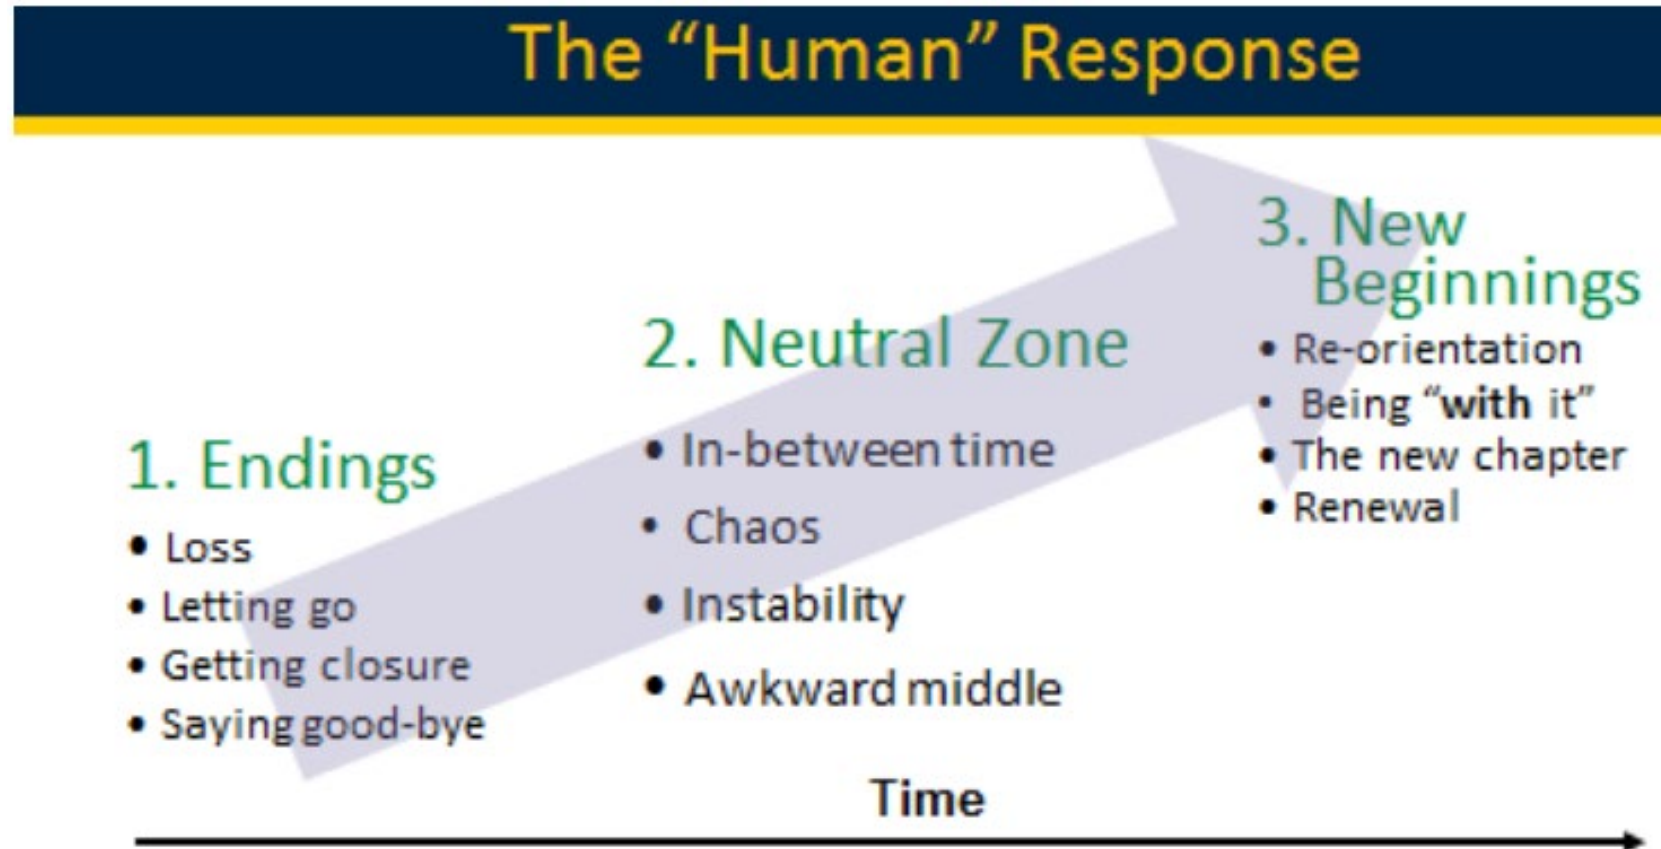 The “Human” Response
1. Endings
• Loss
• Letting go
• Getting closure
• Saying good-bye
2. Neutral Zone
• In-between time
• Chaos
• Instability
• Awkward middle
3. New
Beginnings
• Re-orientation
• Being “with it”
• The new chapter
• Renewal
Time